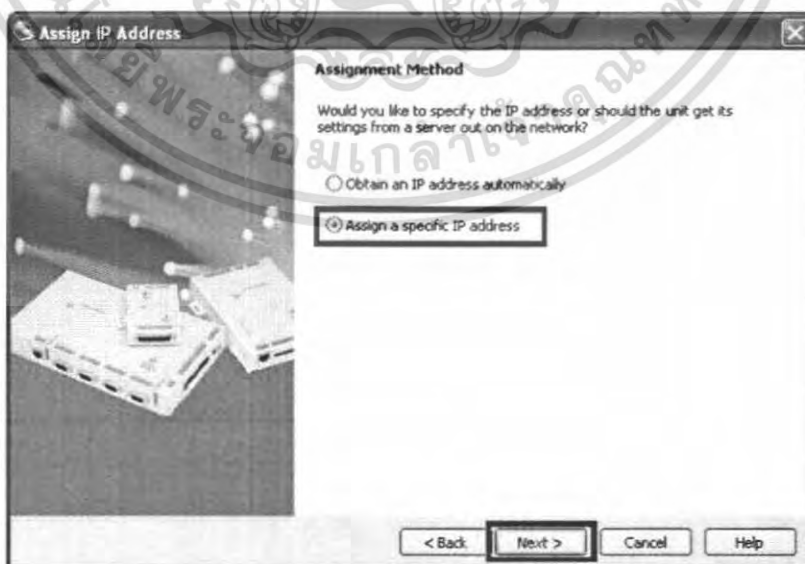 Assign IP Address
Assignment Method
Would you like to specify the IP address or should the unit get its
settings from a server out on the network?
Obtain an IP address automatically
Assign a specific IP address
< Back
Next >
Cancel
Help